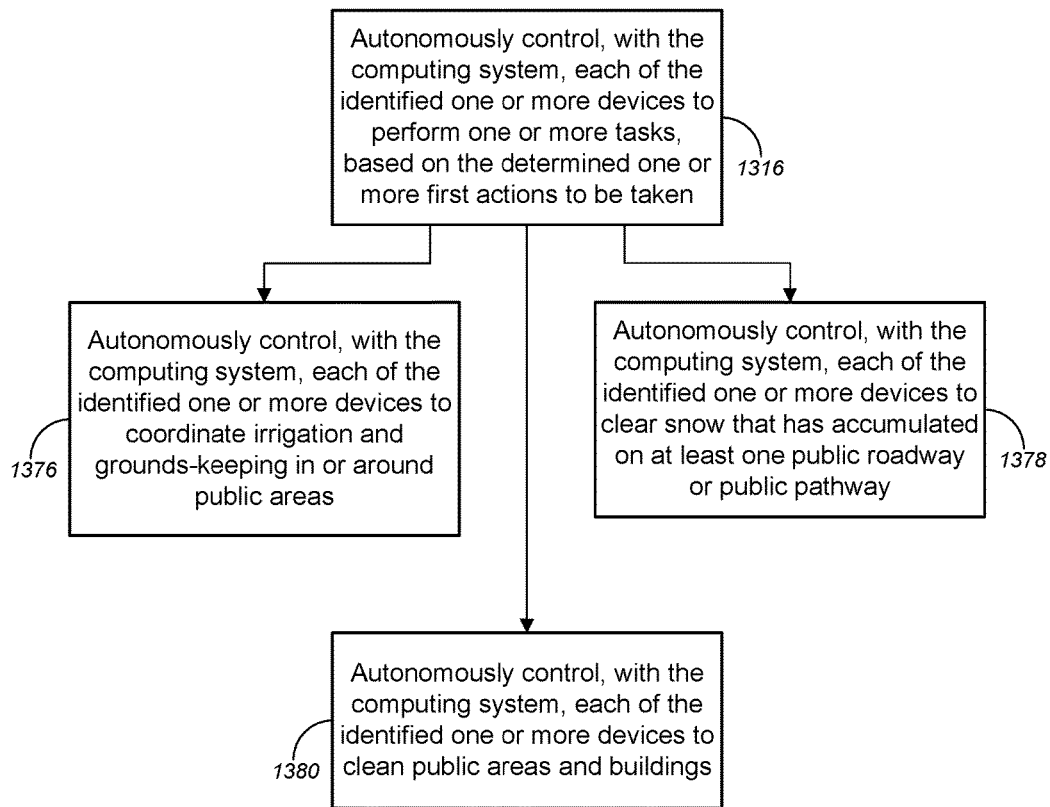 Autonomously control, with the
computing system, each of the
identified one or more devices to
perform one or more tasks,
based on the determined one or
more first actions to be taken
1316
Autonomously control, with the
computing system, each of the
identified one or more devices to
coordinate irrigation and
grounds-keeping in or around
public areas
1376
Autonomously control, with the
computing system, each of the
identified one or more devices to
clear snow that has accumulated
on at least one public roadway
or public pathway
1378
Autonomously control, with the
computing system, each of the
identified one or more devices to
clean public areas and buildings
1380